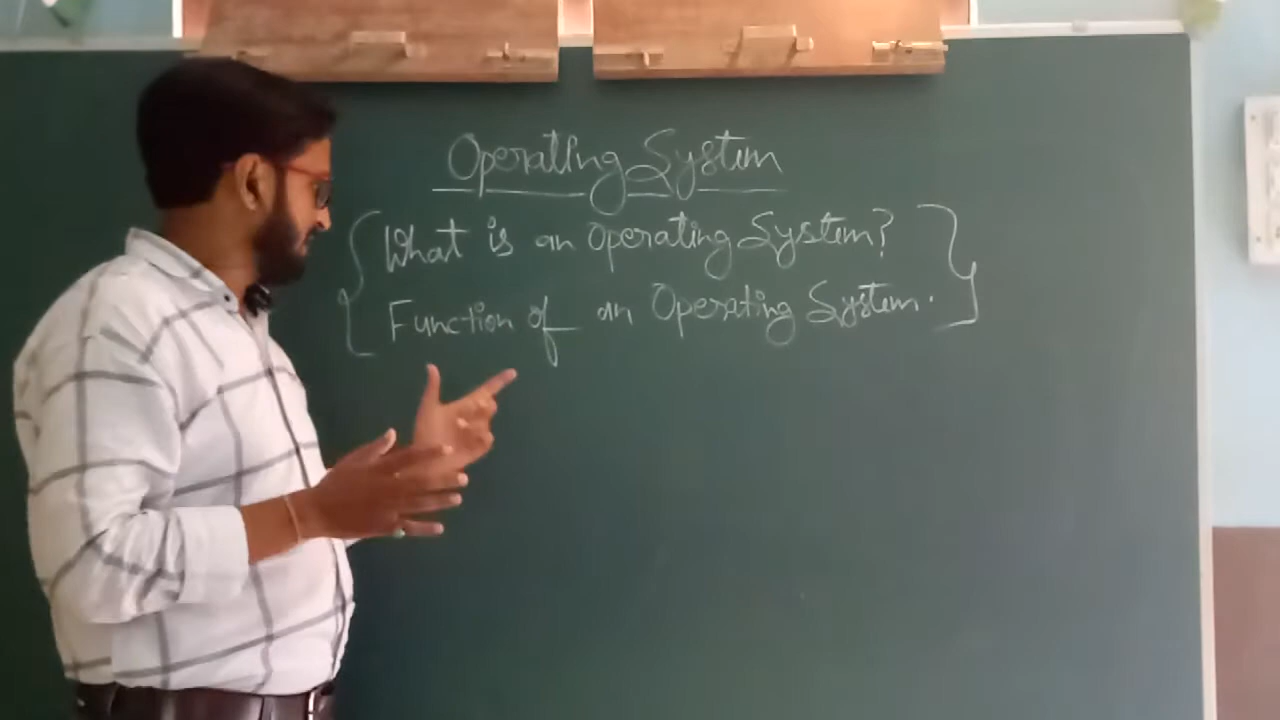 Operating System
What is an Operating System?
Function of an Operating System.